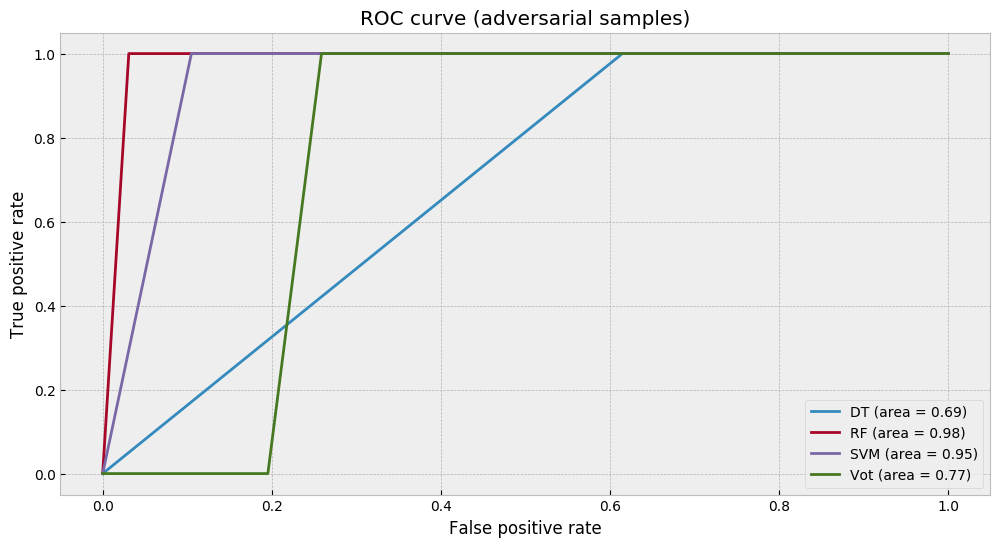 ROC curve (adversarial samples)
1.0
0.8
0.6
0.4
0.2
0.0
True positive rate
DT (area = 0.69)
RF (area = 0.98)
SVM (area = 0.95)
Vot (area = 0.77)
0.0 0.2 0.4 0.6 0.8 1.0
False positive rate